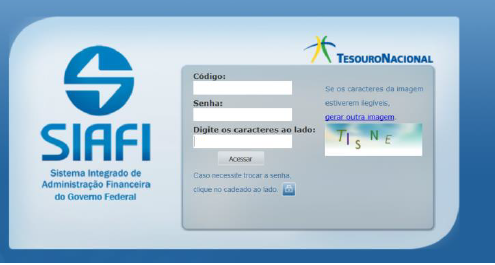 TESOURONACIONAL
SIAFI
Sistema Integrado de
Administração Financeira
do Governo Federal
Código:
Senha:
Digite os caracteres ao lado:
Acessar
Caso necessite trocar a senha,
clique no cadeado ao lado.
Se os caracteres da imagem
estiverem ilegíveis,
gerar outra imagem.
TISNE